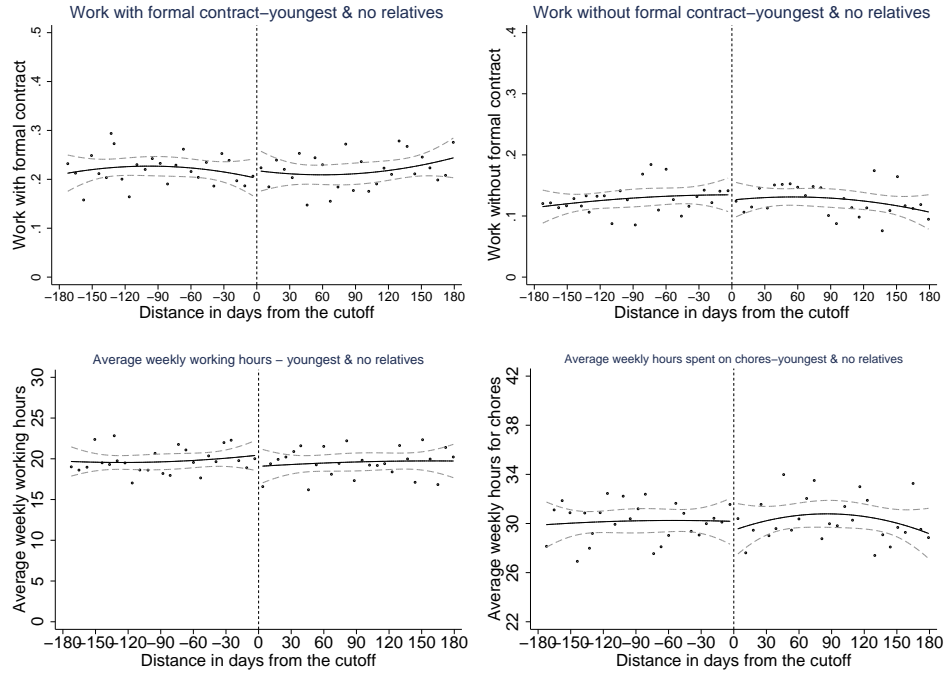 Work with formal contract–youngest & no relatives
Work with formal contract
.5
.4
.3
.2
.1
0
−180 −150 −120 −90 −60 −30 0 30 60 90 120 150 180
Distance in days from the cutoff
Work without formal contract–youngest & no relatives
Work without formal contract
.4
.3
.2
.1
0
−180 −150 −120 −90 −60 −30 0 30 60 90 120 150 180
Distance in days from the cutoff
Average weekly working hours – youngest & no relatives
Average weekly working hours
30
25
20
15
10
5
0
−180 −150 −120 −90 −60 −30 0 30 60 90 120 150 180
Distance in days from the cutoff
Average weekly hours spent on chores–youngest & no relatives
Average weekly hours for chores
42
38
34
30
26
22
−180 −150 −120 −90 −60 −30 0 30 60 90 120 150 180
Distance in days from the cutoff